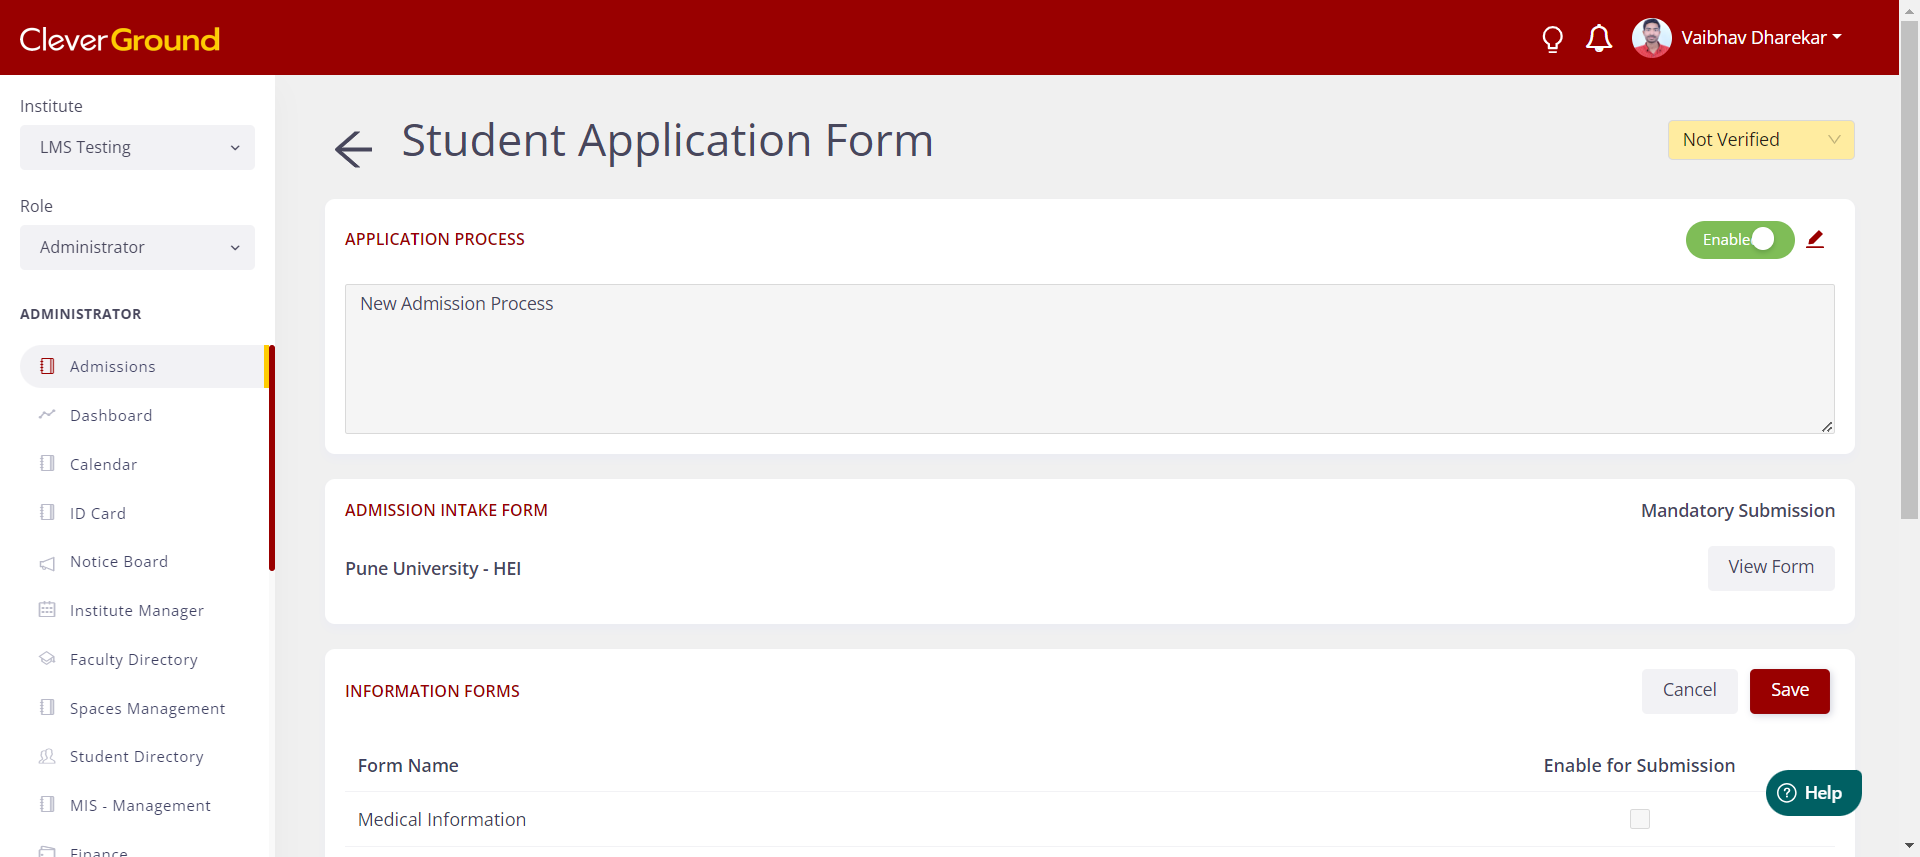 CleverGround
Vaibhav Dharekar
Institute
LMS Testing
Role
Administrator
ADMINISTRATOR
Admissions
Dashboard
Calendar
ID Card
Notice Board
Institute Manager
Faculty Directory
Spaces Management
Student Directory
MIS - Management
Finance
Student Application Form
Not Verified
APPLICATION PROCESS
Enable
New Admission Process
ADMISSION INTAKE FORM
Mandatory Submission
Pune University - HEI
View Form
INFORMATION FORMS
Cancel
Save
Form Name
Enable for Submission
Medical Information
Help